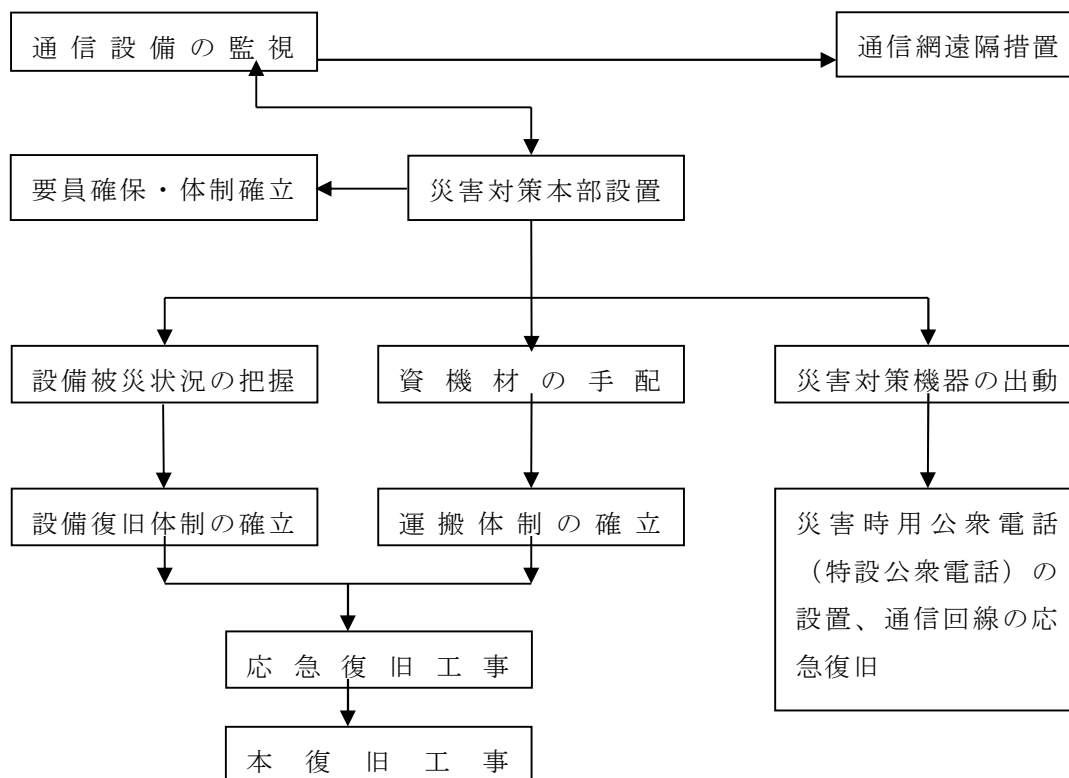 通信設備の監視
通信網遠隔措置
要員確保・体制確立
災害対策本部設置
設備被災状況の把握
資機材の手配
災害対策機器の出動
設備復旧体制の確立
運搬体制の確立
災害時用公衆電話
（特設公衆電話）の
設置、通信回線の応
急復旧
応急復旧工事
本復旧工事